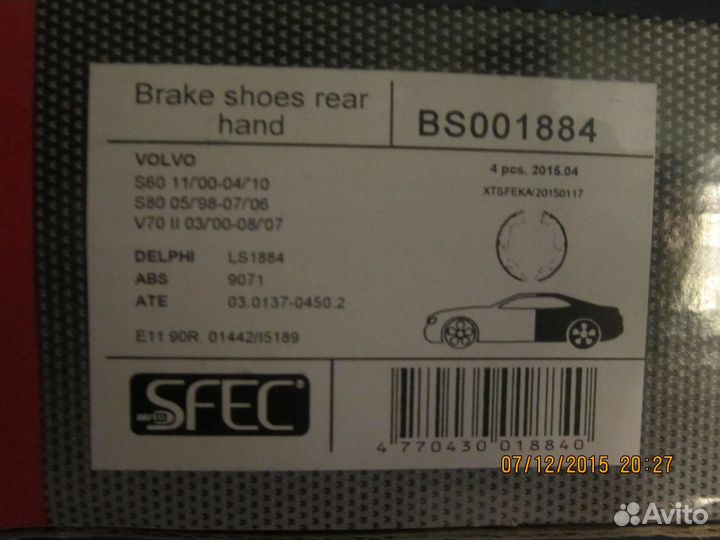 Brake shoes rear
hand
BS001884
VOLVO
S60 11/'00-04/'10
S80 05/'98-07/'06
V70 II 03/'00-08/'07
4 pcs. 2015.04
XTSFEKA/20150117
DELPHI LS1884
ABS 9071
ATE 03.0137-0450.2
E11 90R. 01442/15189
SFEC
4 770430 018840
07/12/2015 20:27
Avito